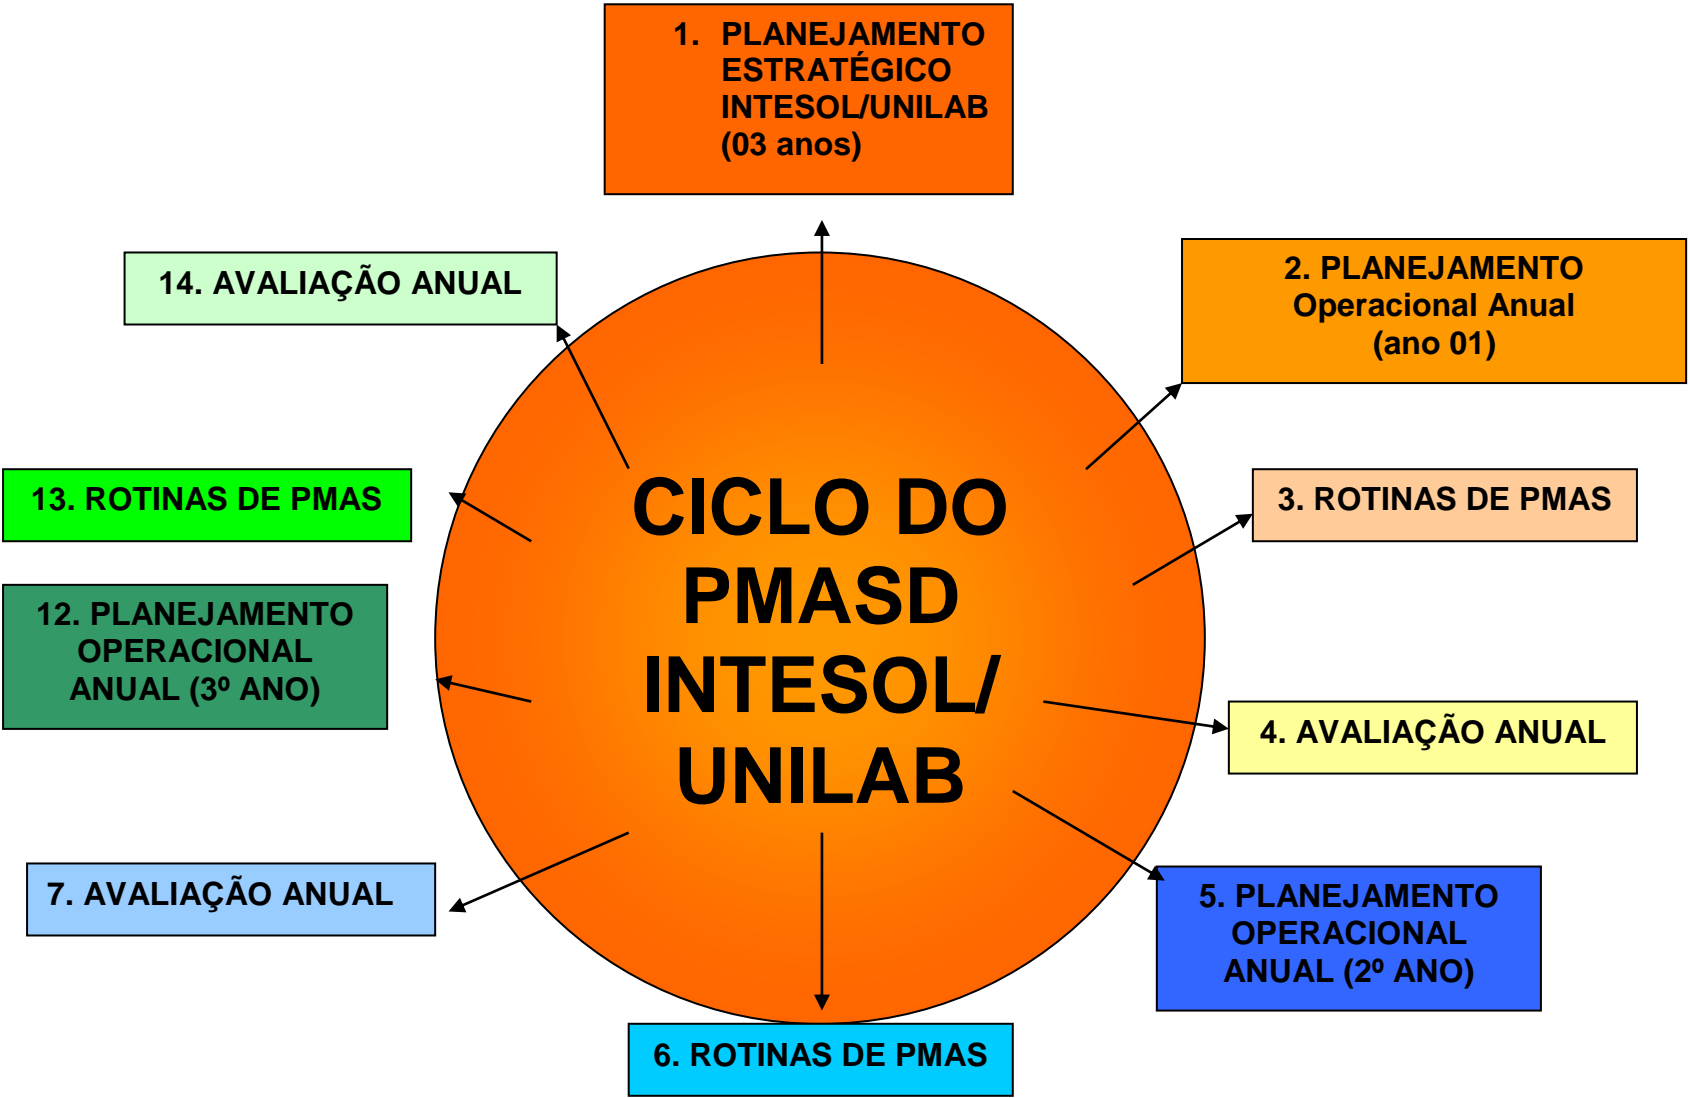 1. PLANEJAMENTO
ESTRATÉGICO
INTESOL/UNILAB
(03 anos)
2. PLANEJAMENTO
Operacional Anual
(ano 01)
3. ROTINAS DE PMAS
4. AVALIAÇÃO ANUAL
5. PLANEJAMENTO
OPERACIONAL
ANUAL (2º ANO)
6. ROTINAS DE PMAS
7. AVALIAÇÃO ANUAL
12. PLANEJAMENTO
OPERACIONAL
ANUAL (3º ANO)
13. ROTINAS DE PMAS
14. AVALIAÇÃO ANUAL
CICLO DO
PMASD
INTESOL/
UNILAB